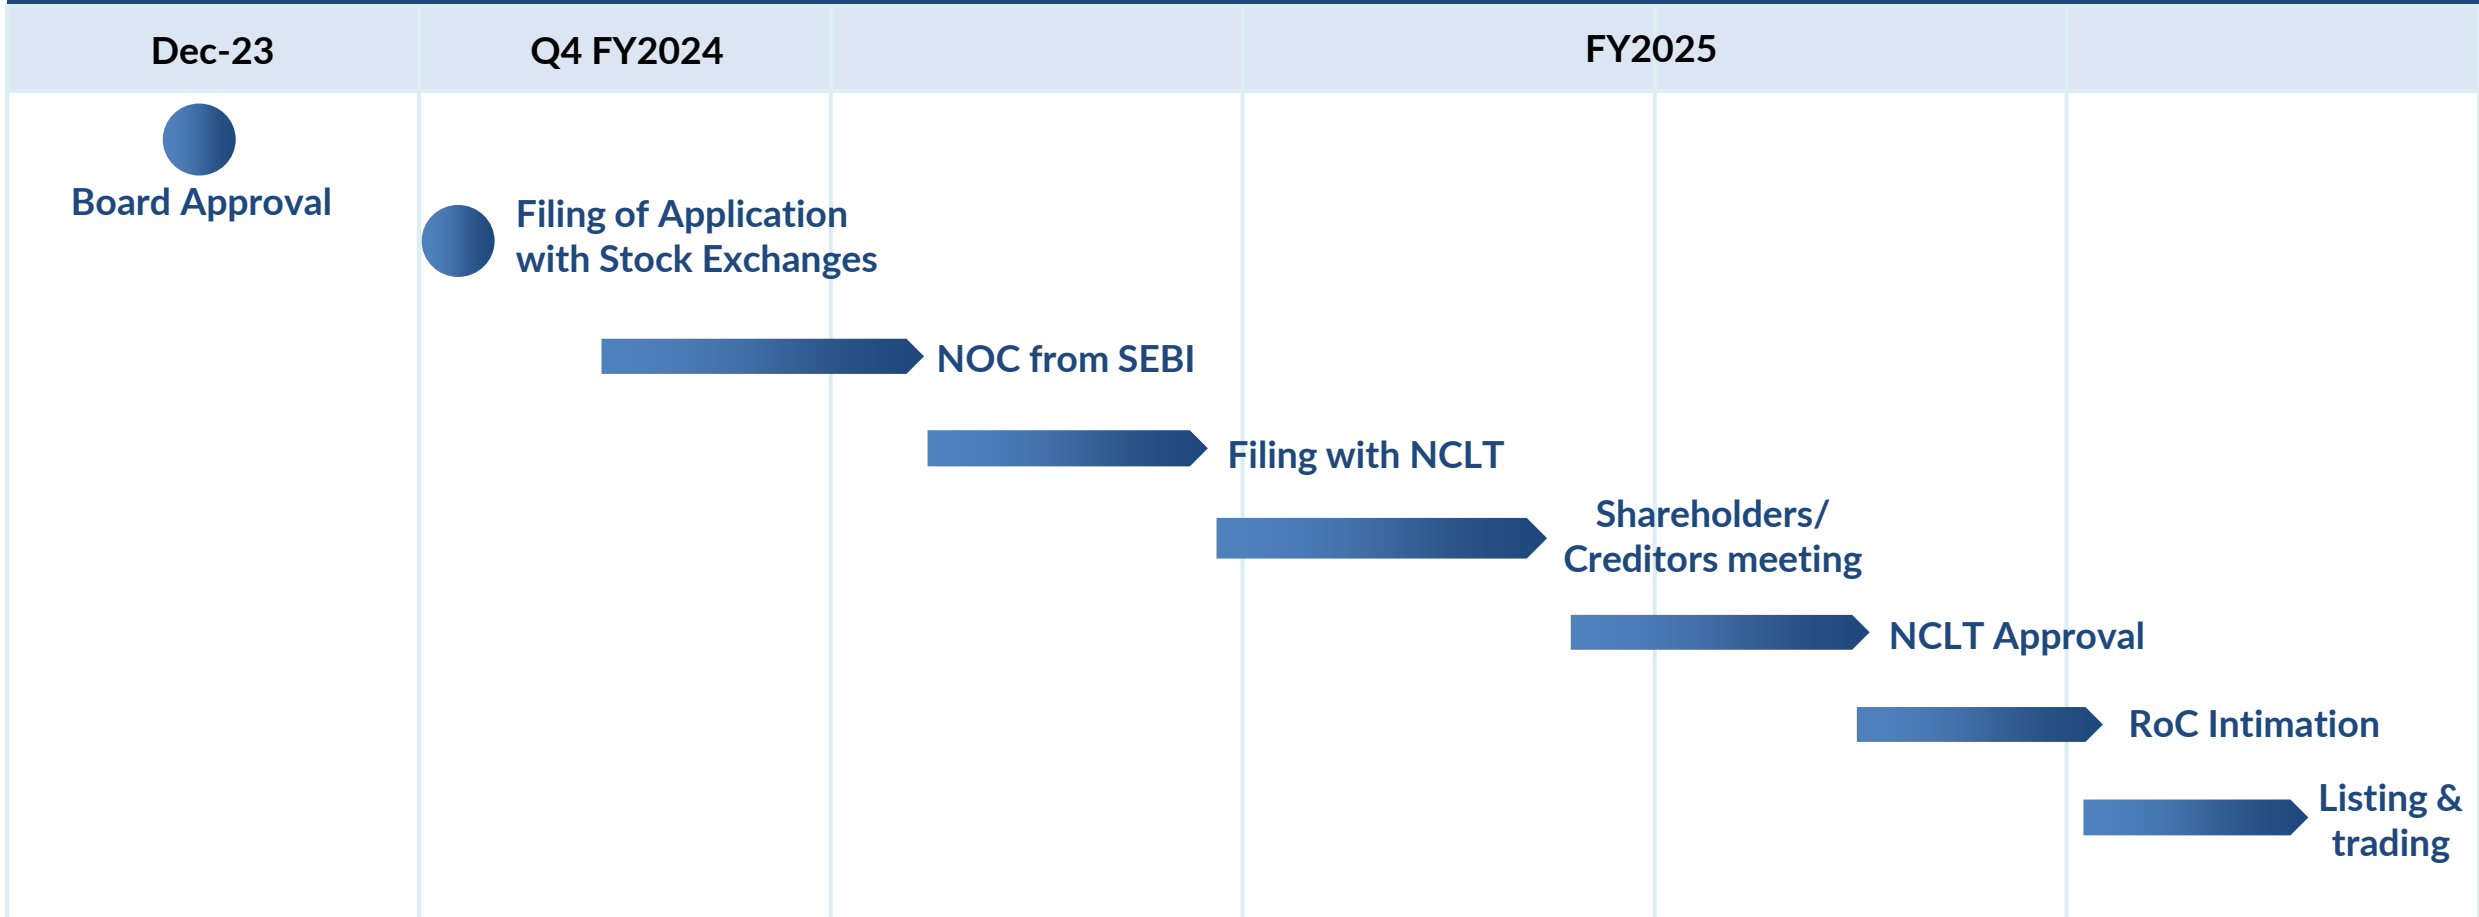 Dec-23
Q4 FY2024
FY2025
Board Approval
Filing of Application
with Stock Exchanges
NOC from SEBI
Filing with NCLT
Shareholders/
Creditors meeting
NCLT Approval
RoC Intimation
Listing &
trading